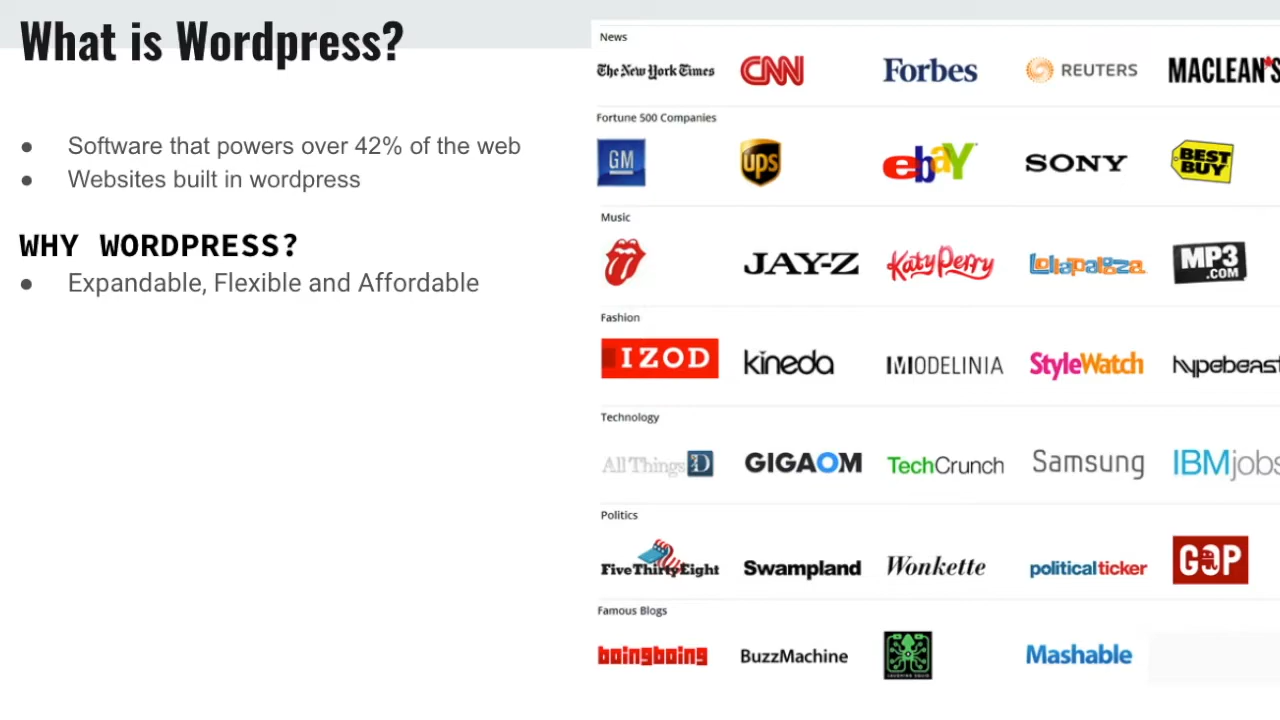 What is Wordpress?
● Software that powers over 42% of the web
● Websites built in wordpress
WHY WORDPRESS?
● Expandable, Flexible and Affordable
News
The New York Times CNN Forbes REUTERS MACLEAN'S
Fortune 500 Companies
GM ups ebay SONY BEST BUY
Music
JAY-Z Katy Perry Lollapalooza MP3.COM
Fashion
IZOD kineda MODELINIA StyleWatch hypebeast
Technology
All Things D GIGAOM TechCrunch Samsung IBMjobs
Politics
FiveThirtyEight Swampland Wonkette politicalticker GOP
Famous Blogs
boingboing BuzzMachine LAUGHING SQUID Mashable